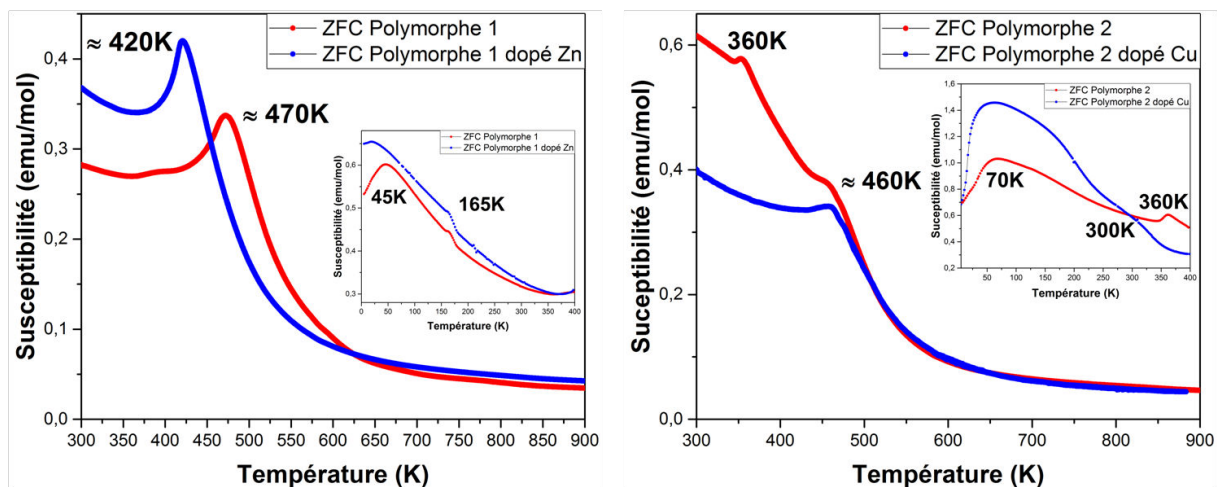 ZFC Polymorphe 1
ZFC Polymorphe 1 dopé Zn
≈ 420K
≈ 470K
Susceptibilité (emu/mol)
0,4
0,3
0,2
0,1
0,0
300 350 400 450 500 550 600 650 700 750 800 850 900
Température (K)
ZFC Polymorphe 1
ZFC Polymorphe 1 dopé Zn
45K
165K
Susceptibilité (emu/mol)
0,6
0,5
0,4
0,3
0 50 100 150 200 250 300 350 400
Température (K)
ZFC Polymorphe 2
ZFC Polymorphe 2 dopé Cu
360K
≈ 460K
Succeptibilité (emu/mol)
0,6
0,4
0,2
0,0
300 400 500 600 700 800 900
Température (K)
ZFC Polymorphe 2
ZFC Polymorphe 2 dopé Cu
70K
360K
300K
Suceptibilité (emu/mol)
1,6
1,4
1,2
1,0
0,8
0,6
0,4
0,2
50 100 150 200 250 300 350 400
Température (K)